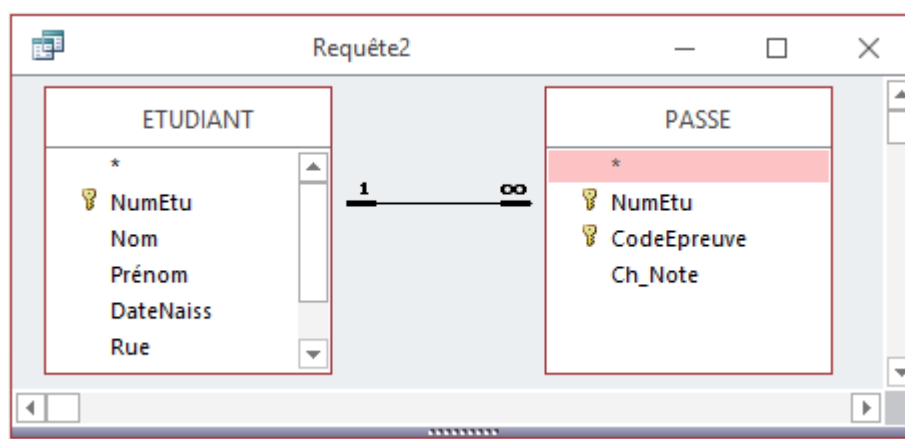 Requête2
ETUDIANT
*
NumEtu
Nom
Prénom
DateNaiss
Rue
1 ∞
PASSE
*
NumEtu
CodeEpreuve
Ch_Note